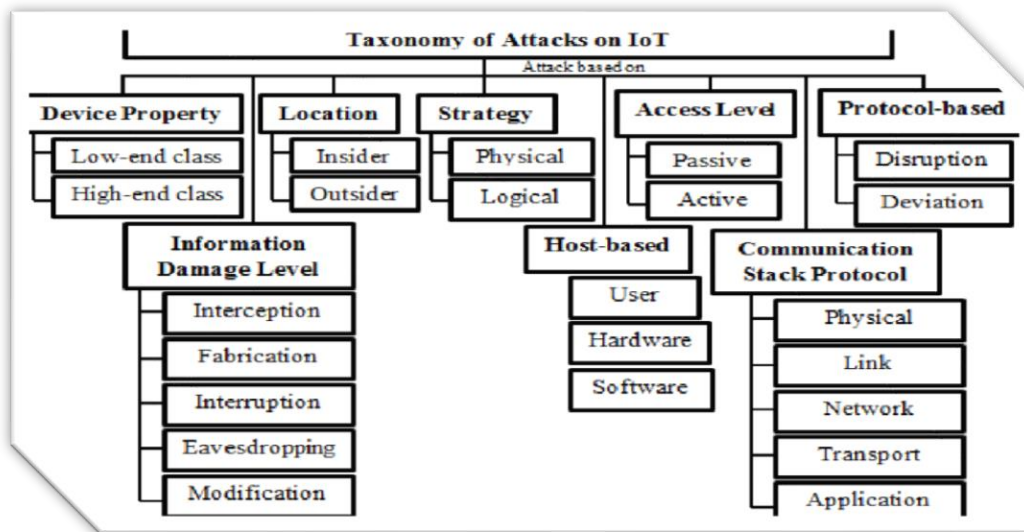 Taxonomy of Attacks on IoT
Attack based on
Device Property
Low-end class
High-end class
Location
Insider
Outsider
Strategy
Physical
Logical
Access Level
Passive
Active
Protocol-based
Disruption
Deviation
Information
Damage Level
Interception
Fabrication
Interruption
Eavesdropping
Modification
Host-based
User
Hardware
Software
Communication
Stack Protocol
Physical
Link
Network
Transport
Application